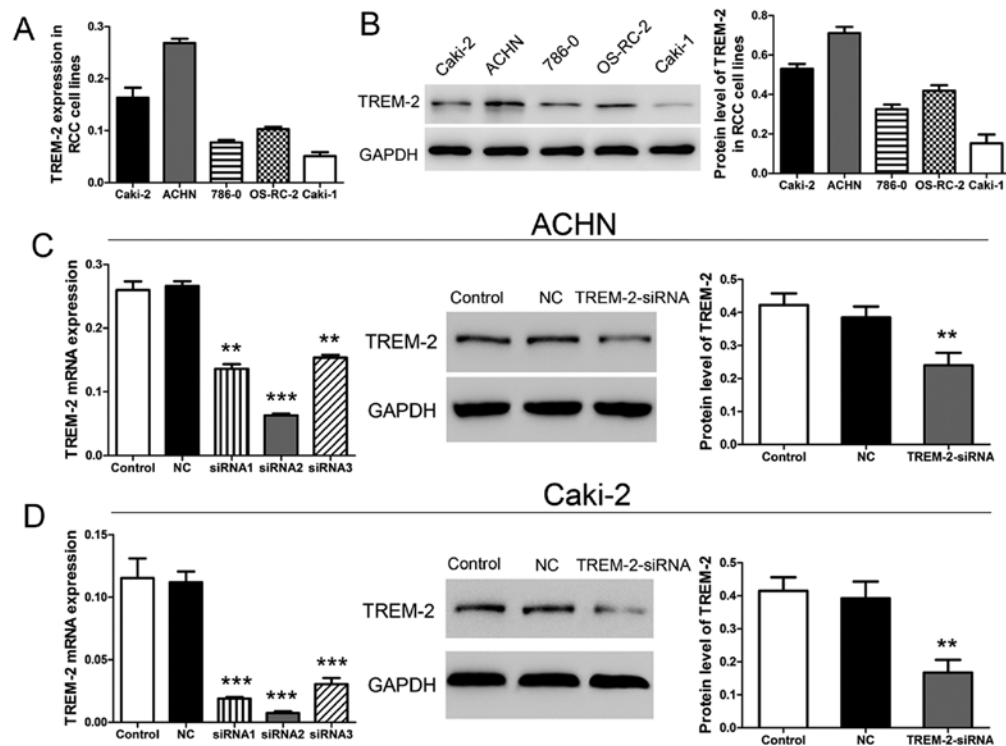 A
TREM-2 expression in
RCC cell lines
0.3
0.2
0.1
0.0
Caki-2 ACHN 786-0 OS-RC-2 Caki-1
B
Caki-2 ACHN 786-0 OS-RC-2 Caki-1
TREM-2
GAPDH
Protein level of TREM-2
in RCC cell lines
0.8
0.6
0.4
0.2
0.0
Caki-2 ACHN 786-0 OS-RC-2 Caki-1
ACHN
C
TREM-2 mRNA expression
0.3
0.2
0.1
0.0
** *** **
Control NC siRNA1 siRNA2 siRNA3
Control NC TREM-2-siRNA
TREM-2
GAPDH
Protein level of TREM-2
0.5
0.4
0.3
0.2
0.1
0.0
**
Control NC TREM-2-siRNA
Caki-2
D
TREM-2 mRNA expression
0.15
0.10
0.05
0.00
*** *** ***
Control NC siRNA1 siRNA2 siRNA3
Control NC TREM-2-siRNA
TREM-2
GAPDH
Protein level of TREM-2
0.5
0.4
0.3
0.2
0.1
0.0
**
Control NC TREM-2-siRNA